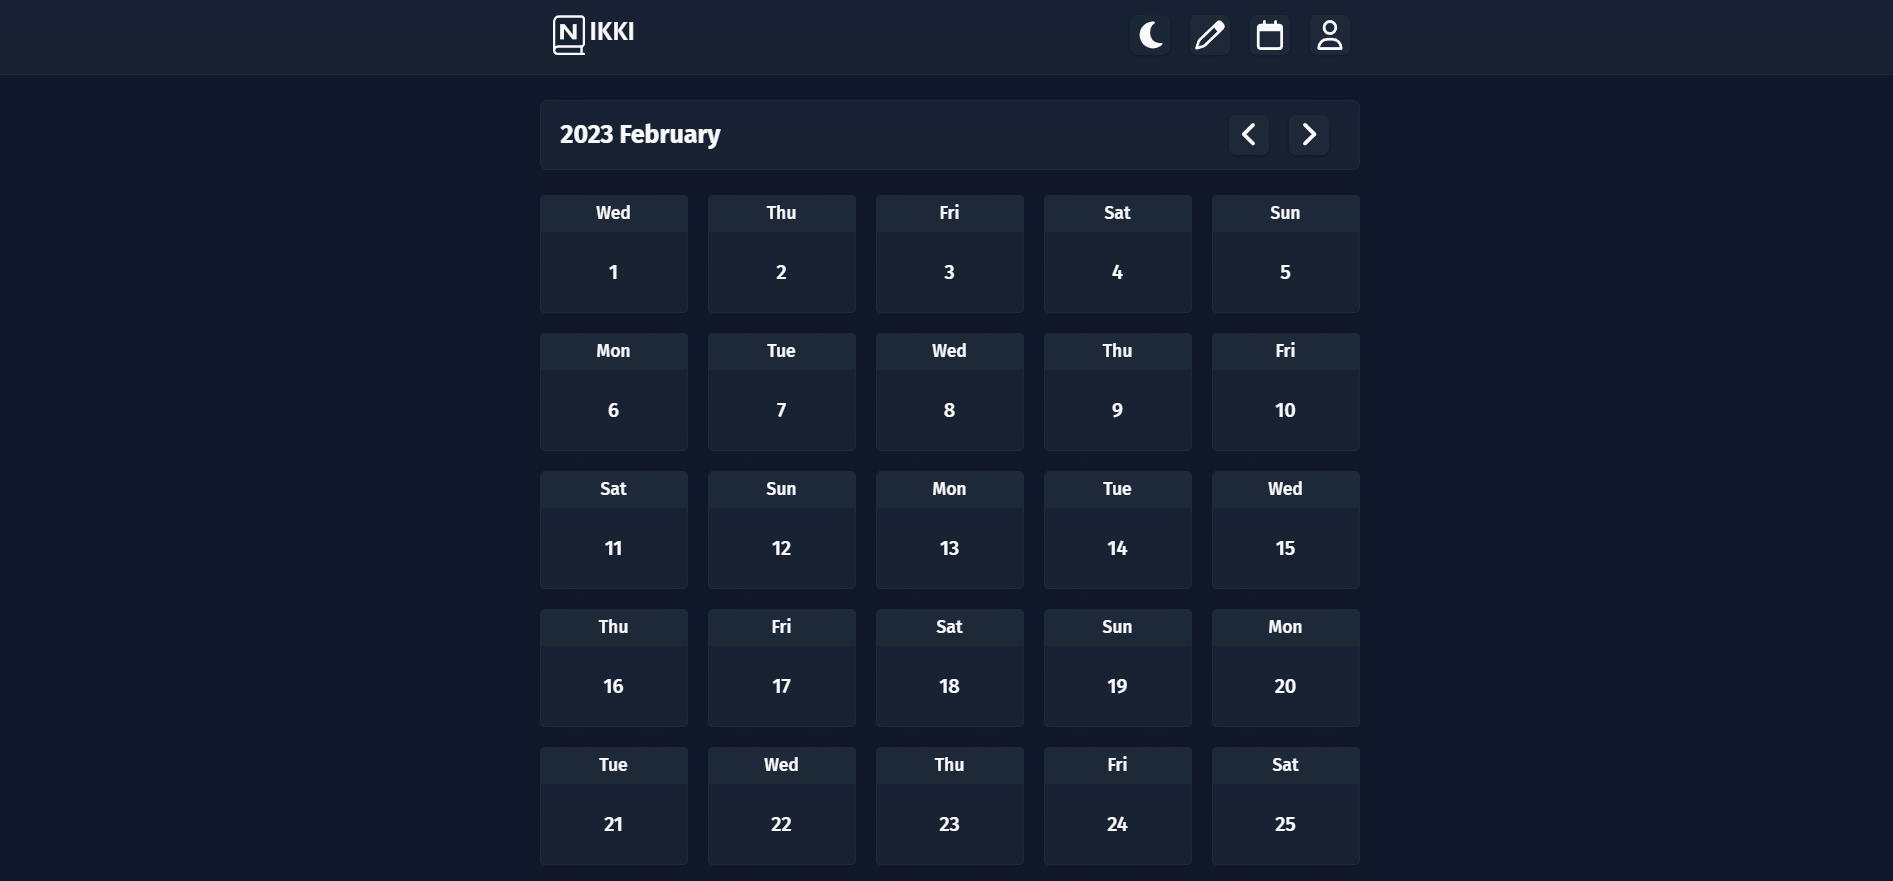 NIKKI
2023 February
Wed Thu Fri Sat Sun
1 2 3 4 5
Mon Tue Wed Thu Fri
6 7 8 9 10
Sat Sun Mon Tue Wed
11 12 13 14 15
Thu Fri Sat Sun Mon
16 17 18 19 20
Tue Wed Thu Fri Sat
21 22 23 24 25